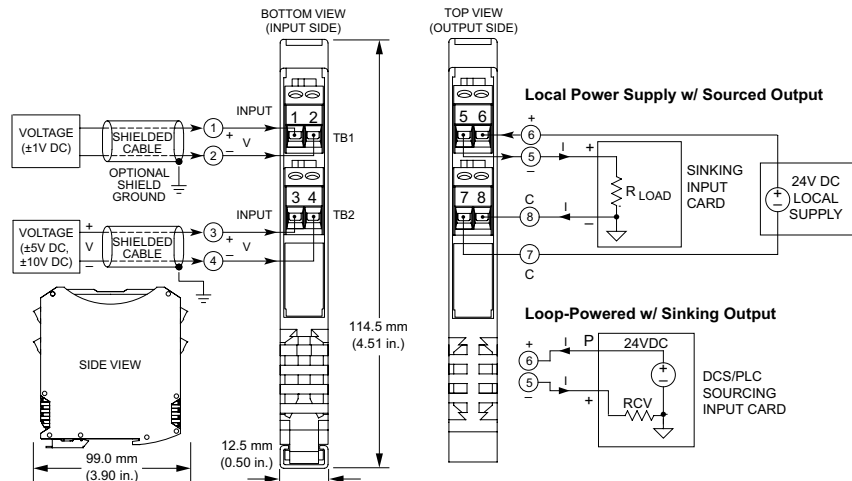 BOTTOM VIEW
(INPUT SIDE)
TOP VIEW
(OUTPUT SIDE)
VOLTAGE
(±1V DC)
SHIELDED
CABLE
OPTIONAL
SHIELD
GROUND
1
2
INPUT
+
V
–
1 2
TB1
VOLTAGE
(±5V DC,
±10V DC)
+
V
–
SHIELDED
CABLE
3
4
INPUT
+
V
–
3 4
TB2
SIDE VIEW
99.0 mm
(3.90 in.)
12.5 mm
(0.50 in.)
114.5 mm
(4.51 in.)
5 6
7 8
Local Power Supply w/ Sourced Output
+
6
5
–
I
+
R LOAD
SINKING
INPUT
CARD
C
8
I
–
7
C
+
–
24V DC
LOCAL
SUPPLY
Loop-Powered w/ Sinking Output
+
6
I
P
24VDC
+
–
5
–
I
+
RCV
DCS/PLC
SOURCING
INPUT CARD